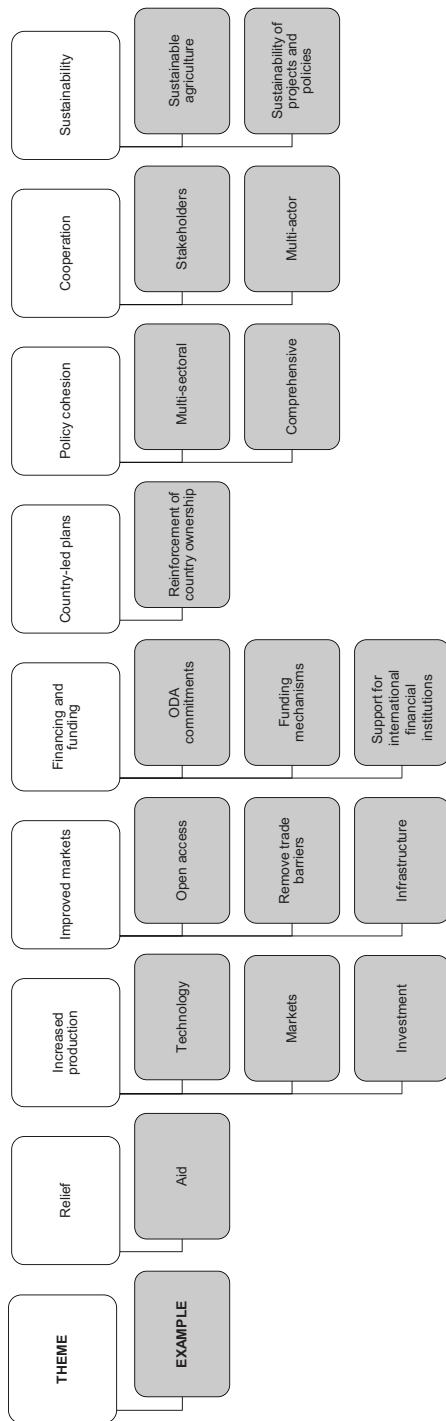 THEME
EXAMPLE
Relief
Aid
Increased
production
Technology
Markets
Investment
Improved markets
Open access
Remove trade
barriers
Infrastructure
Financing and
funding
ODA
commitments
Funding
mechanisms
Support for
international
financial
institutions
Country-led plans
Reinforcement of
country ownership
Policy cohesion
Multi-sectoral
Comprehensive
Cooperation
Stakeholders
Multi-actor
Sustainability
Sustainable
agriculture
Sustainability of
projects and
policies